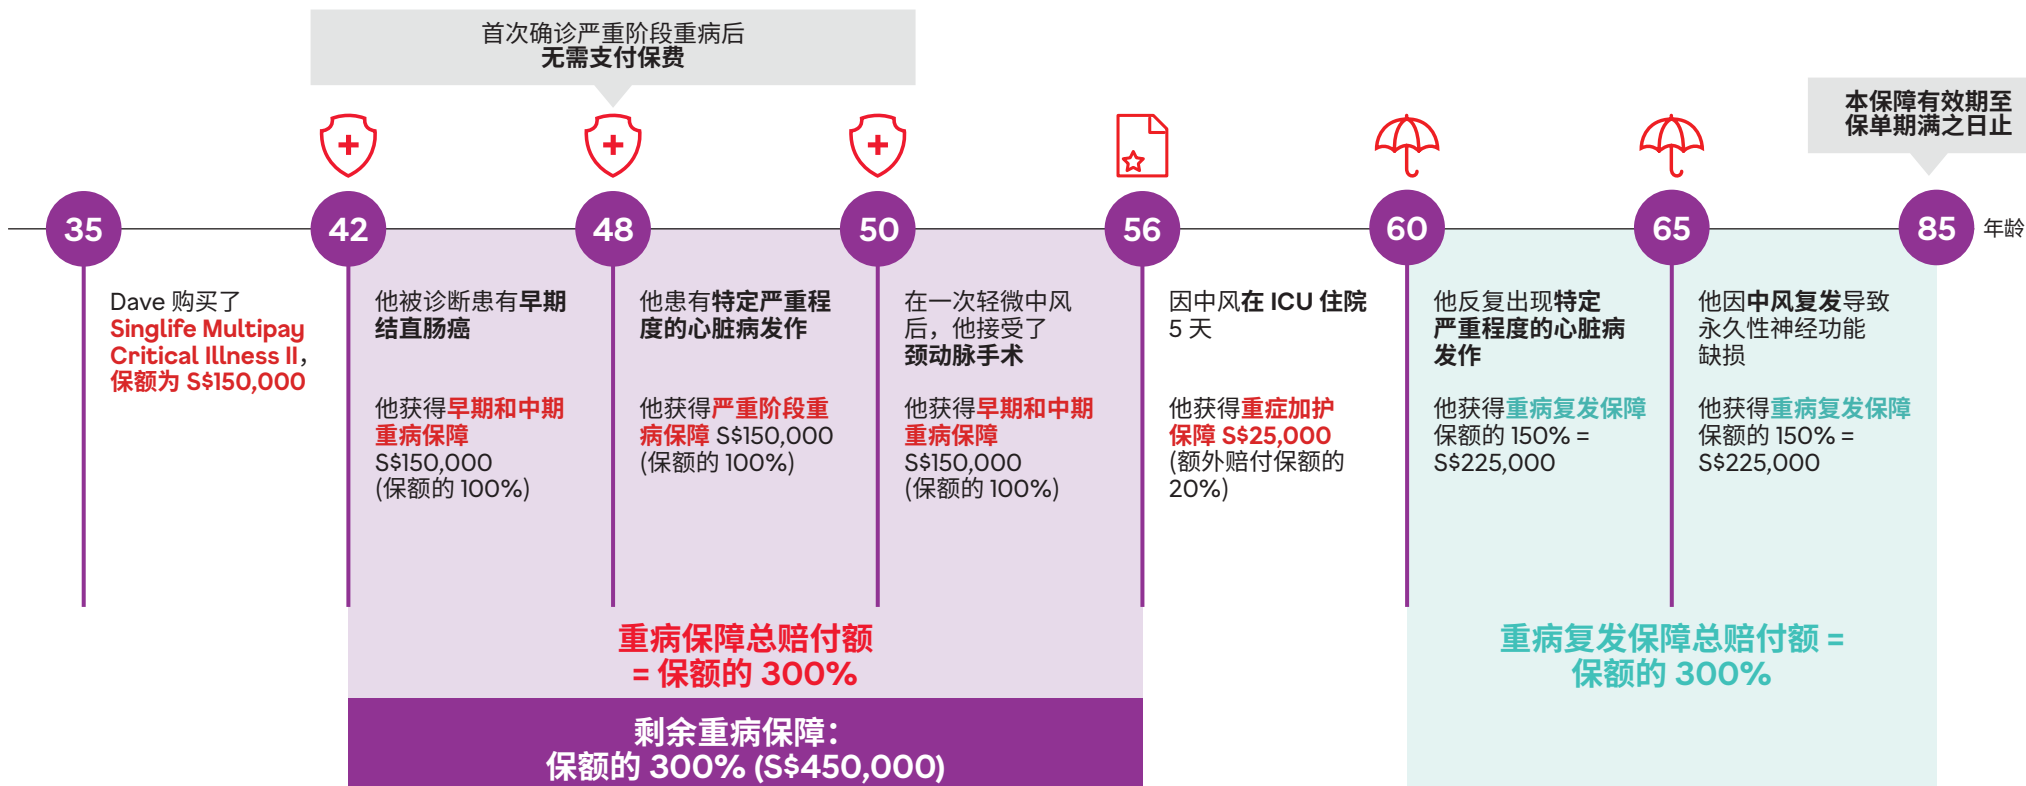 首次确诊严重阶段重病后
无需支付保费
本保障有效期至
保单期满之日止
35
42
48
50
56
60
65
85
年龄
Dave 购买了
Singlife Multipay
Critical Illness II，
保额为 S$150,000
他被诊断患有早期
结直肠癌
他获得早期和中期
重病保障
S$150,000
(保额的 100%)
他患有特定严重程
度的心脏病发作
他获得严重阶段重
病保障 S$150,000
(保额的 100%)
在一次轻微中风
后，他接受了
颈动脉手术
他获得早期和中期
重病保障
S$150,000
(保额的 100%)
因中风在 ICU 住院
5 天
他获得重症加护
保障 S$25,000
(额外赔付保额的
20%)
他反复出现特定
严重程度的心脏病
发作
他获得重病复发保障
保额的 150% =
S$225,000
他因中风复发导致
永久性神经功能
缺损
他获得重病复发保障
保额的 150% =
S$225,000
重病保障总赔付额
= 保额的 300%
剩余重病保障：
保额的 300% (S$450,000)
重病复发保障总赔付额 =
保额的 300%